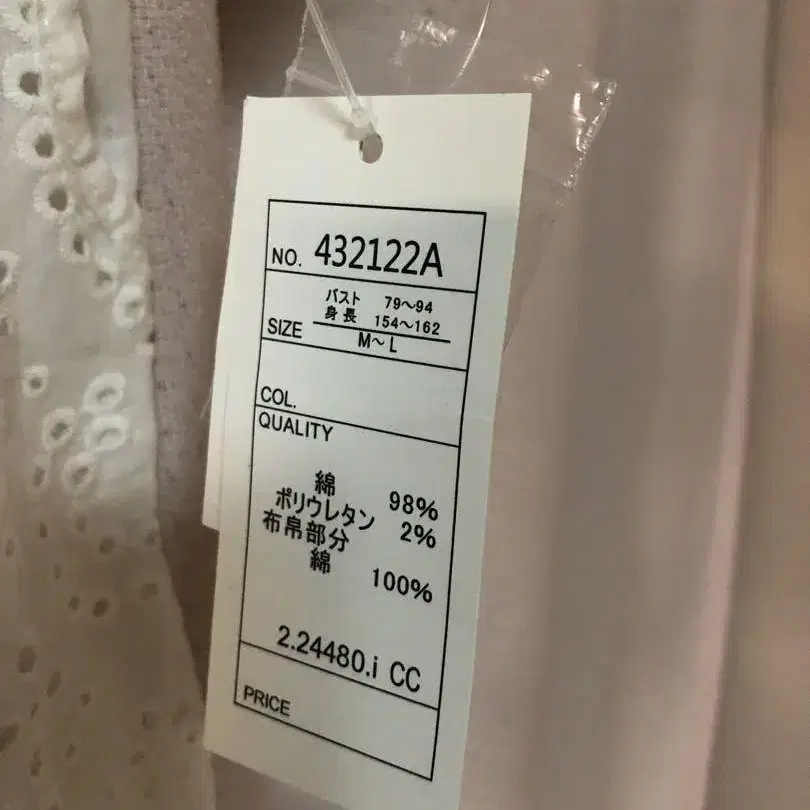 NO. 432122A
バスト 79～94
身長 154～162
SIZE M～L
COL.
QUALITY
綿 98%
ポリウレタン 2%
布帛部分
綿 100%
2.24480.i CC
PRICE